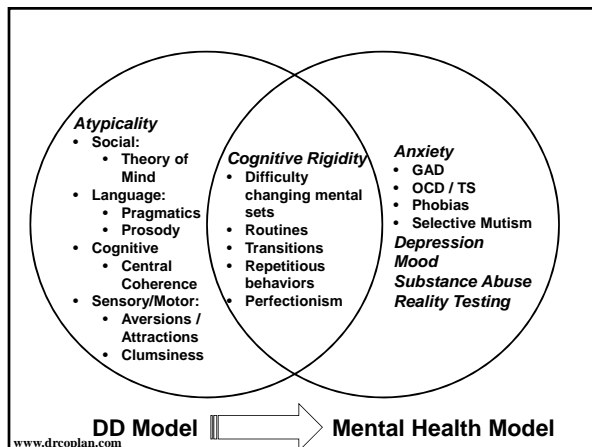 Atypicality
• Social:
• Theory of
Mind
• Language:
• Pragmatics
• Prosody
• Cognitive
• Central
Coherence
• Sensory/Motor:
• Aversions /
Attractions
• Clumsiness
Cognitive Rigidity
• Difficulty
changing mental
sets
• Routines
• Transitions
• Repetitious
behaviors
• Perfectionism
Anxiety
• GAD
• OCD / TS
• Phobias
• Selective Mutism
Depression
Mood
Substance Abuse
Reality Testing
DD Model
Mental Health Model
www.drcoplan.com